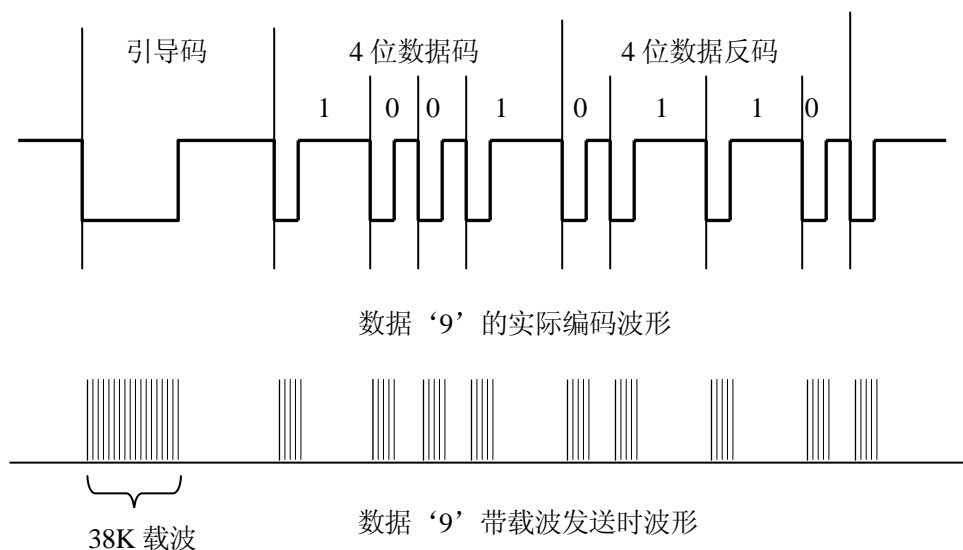 引导码 4 位数据码 4 位数据反码
1 0 0 1 0 1 1 0
数据‘9’的实际编码波形
38K 载波
数据‘9’带载波发送时波形